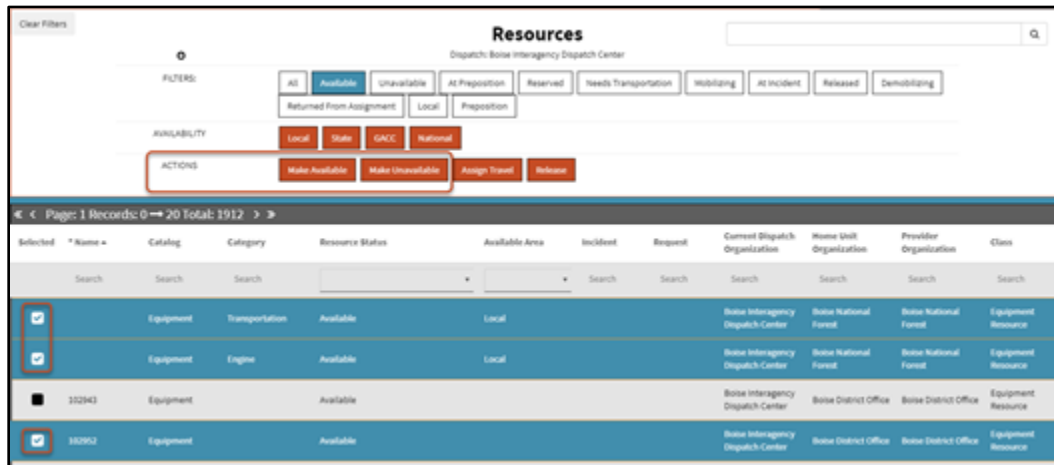 Clear Filters
Resources
Dispatch: Boise Interagency Dispatch Center
FILTERS:
All Available Unavailable At Preposition Reserved Needs Transportation Mobilizing At Incident Released Demobilizing
Returned From Assignment Local Preposition
AVAILABILITY
Local State GACC National
ACTIONS
Make Available Make Unavailable Assign Travel Release
« < Page: 1 Records: 0 → 20 Total: 1912 > »
Selected * Name ▲ Catalog Category Resource Status Available Area Incident Request Current Dispatch Organization Home Unit Organization Provider Organization Class
Search Search Search Search Search Search Search Search Search
Equipment Transportation Available Local Boise Interagency Dispatch Center Boise National Forest Boise National Forest Equipment Resource
Equipment Engine Available Local Boise Interagency Dispatch Center Boise National Forest Boise National Forest Equipment Resource
102943 Equipment Available Boise Interagency Dispatch Center Boise District Office Boise District Office Equipment Resource
102952 Equipment Available Boise Interagency Dispatch Center Boise District Office Boise District Office Equipment Resource